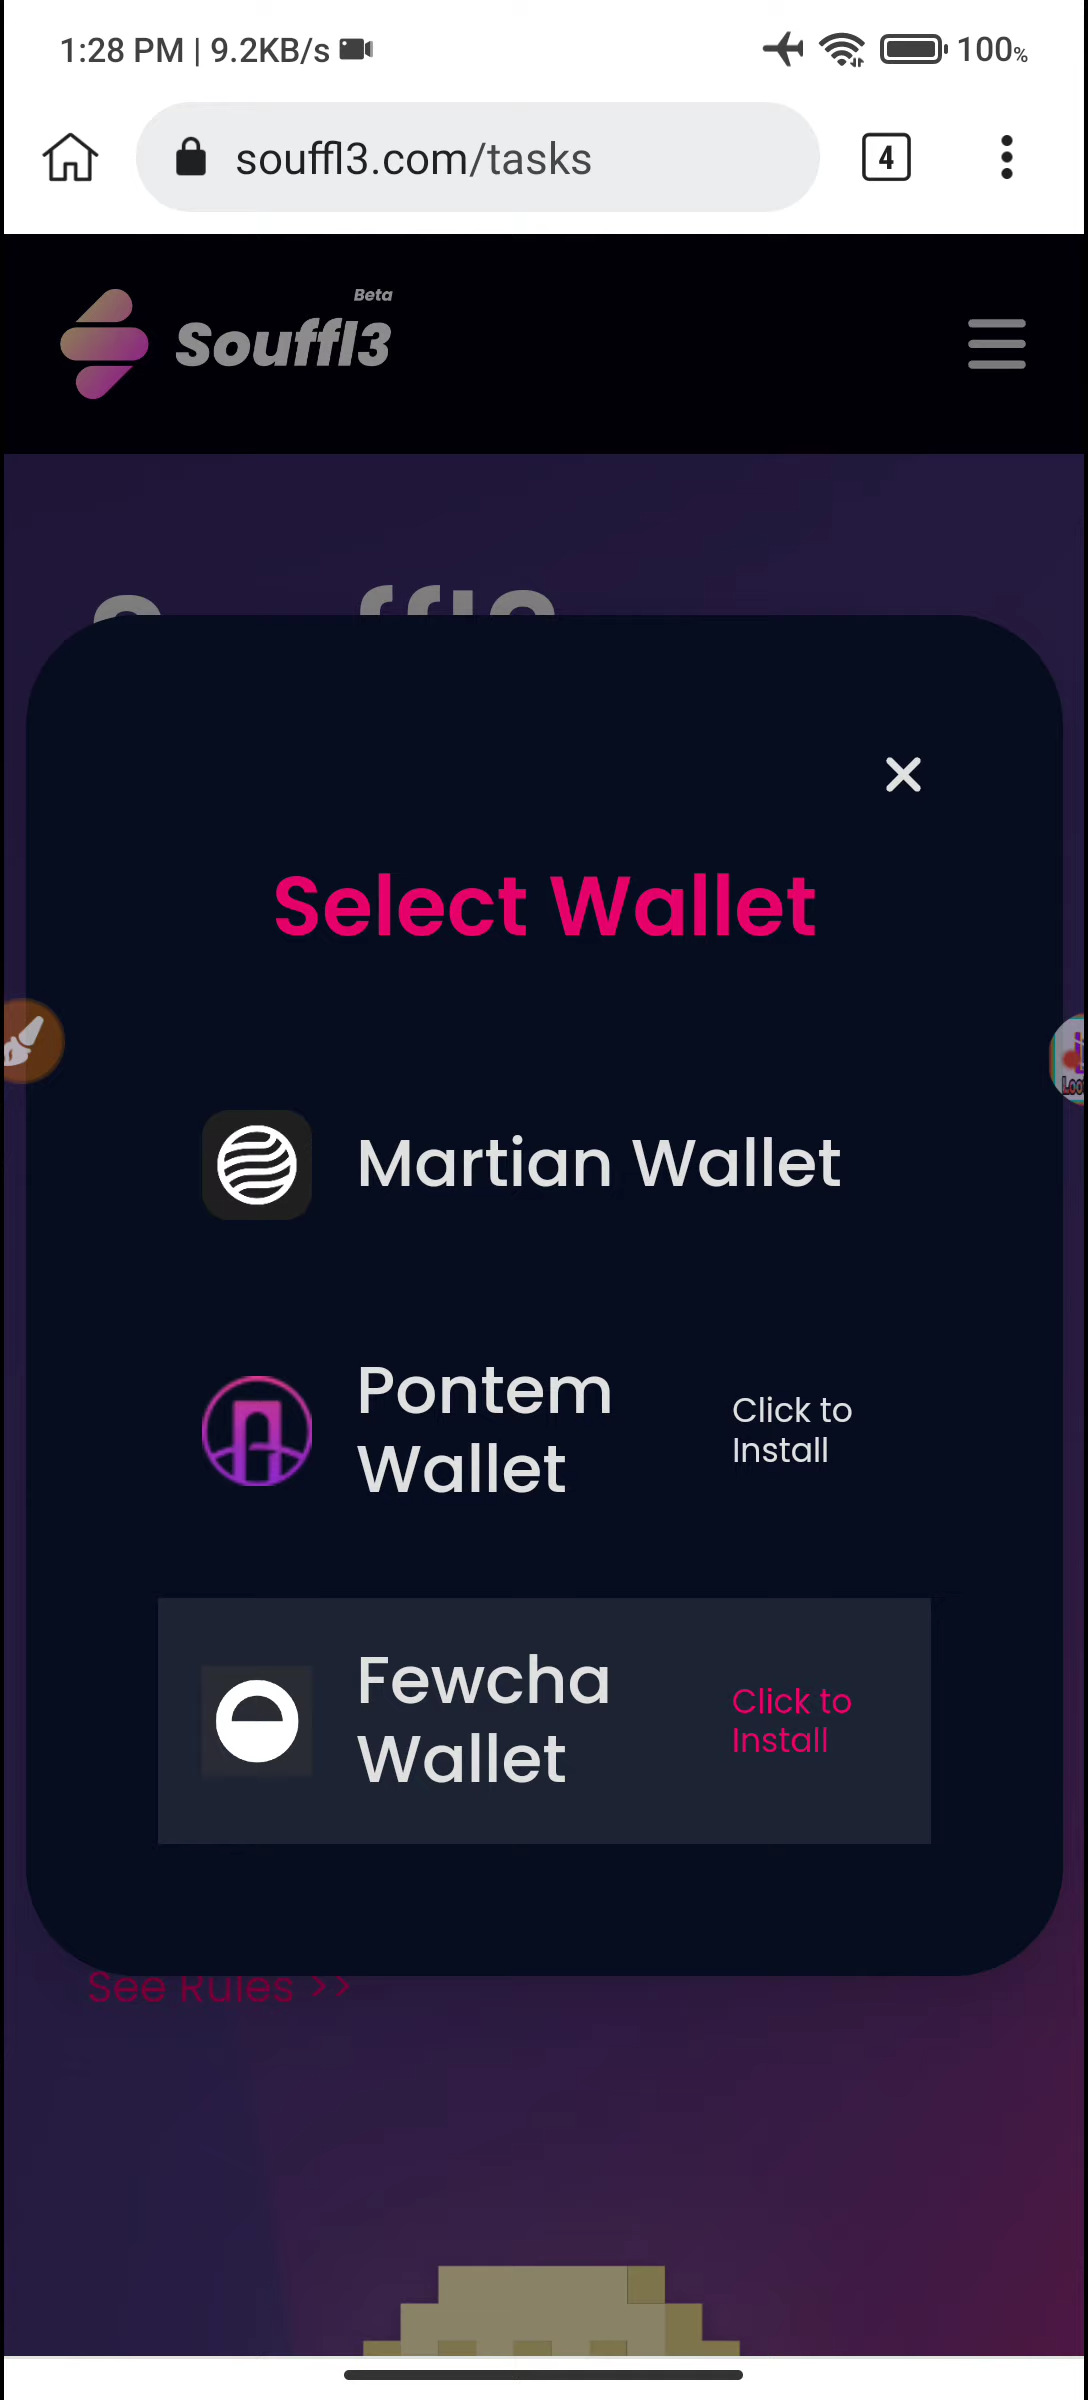 1:28 PM | 9.2KB/s
100%
souffl3.com/tasks
4
Beta
Souffl3
Select Wallet
Martian Wallet
Pontem
Wallet
Click to
Install
Fewcha
Wallet
Click to
Install
See Rules >>